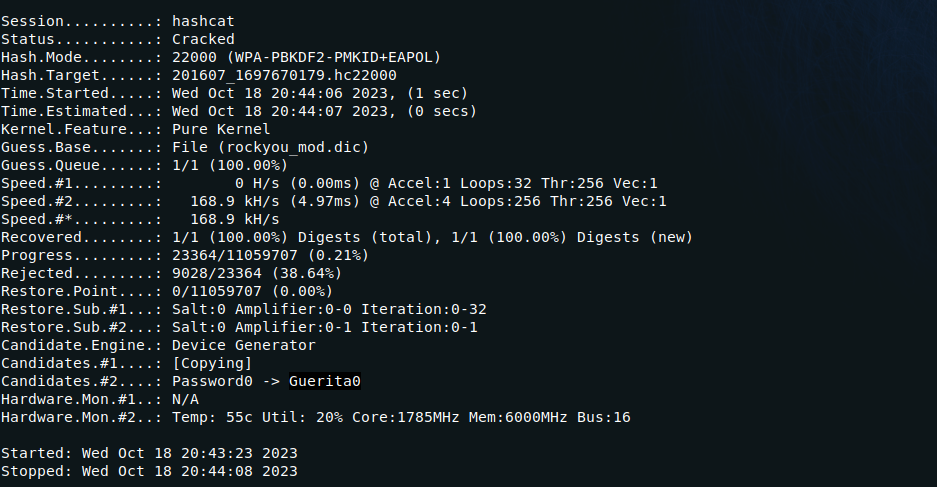 Session..........: hashcat
Status...........: Cracked
Hash.Mode........: 22000 (WPA-PBKDF2-PMKID+EAPOL)
Hash.Target......: 201607_1697670179.hc22000
Time.Started.....: Wed Oct 18 20:44:06 2023, (1 sec)
Time.Estimated...: Wed Oct 18 20:44:07 2023, (0 secs)
Kernel.Feature...: Pure Kernel
Guess.Base.......: File (rockyou_mod.dic)
Guess.Queue......: 1/1 (100.00%)
Speed.#1.........:        0 H/s (0.00ms) @ Accel:1 Loops:32 Thr:256 Vec:1
Speed.#2.........:   168.9 kH/s (4.97ms) @ Accel:4 Loops:256 Thr:256 Vec:1
Speed.#*.........:   168.9 kH/s
Recovered........: 1/1 (100.00%) Digests (total), 1/1 (100.00%) Digests (new)
Progress.........: 23364/11059707 (0.21%)
Rejected.........: 9028/23364 (38.64%)
Restore.Point....: 0/11059707 (0.00%)
Restore.Sub.#1...: Salt:0 Amplifier:0-0 Iteration:0-32
Restore.Sub.#2...: Salt:0 Amplifier:0-1 Iteration:0-1
Candidate.Engine.: Device Generator
Candidates.#1....: [Copying]
Candidates.#2....: Password0 -> Guerita0
Hardware.Mon.#1..: N/A
Hardware.Mon.#2..: Temp: 55c Util: 20% Core:1785MHz Mem:6000MHz Bus:16
Started: Wed Oct 18 20:43:23 2023
Stopped: Wed Oct 18 20:44:08 2023